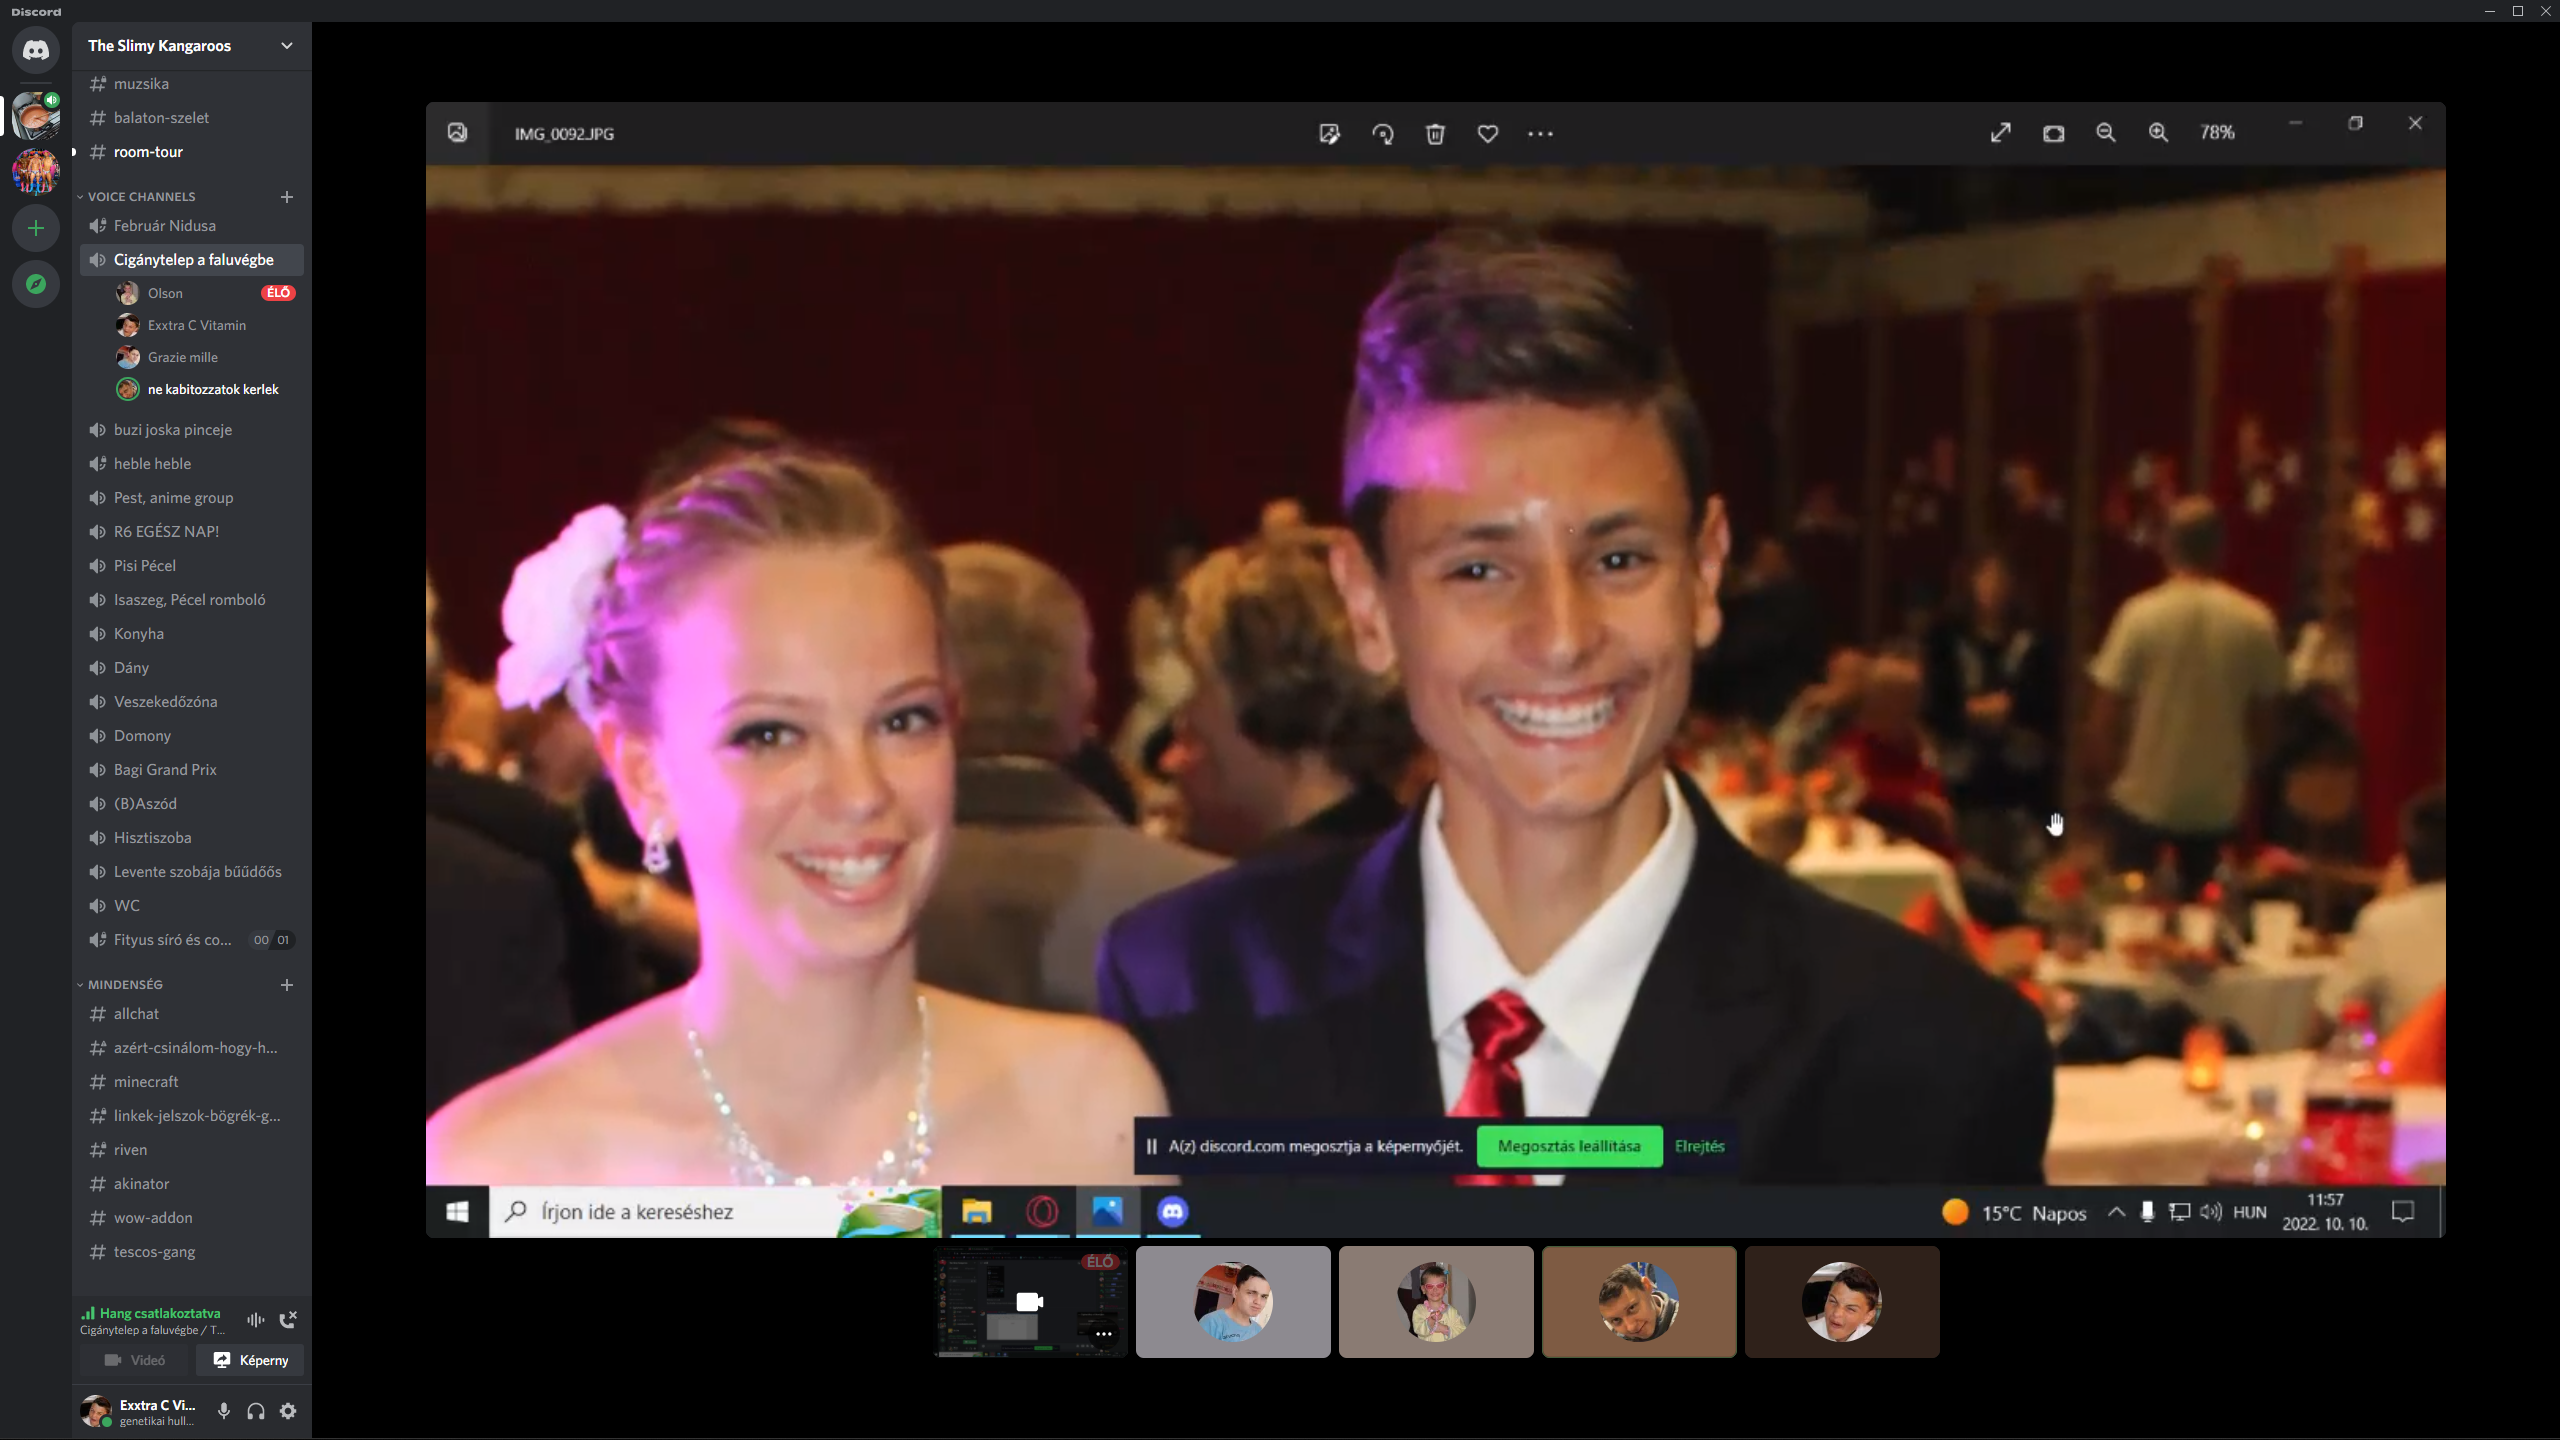 Discord
The Slimy Kangaroos
muzsika
balaton-szelet
room-tour
VOICE CHANNELS
Február Nidusa
Cigánytelep a faluvégbe
Olson ÉLŐ
Exxtra C Vitamin
Grazie mille
ne kabitozzatok kerlek
buzi joska pinceje
heble heble
Pest, anime group
R6 EGÉSZ NAP!
Pisi Pécel
Isaszeg, Pécel romboló
Konyha
Dány
Veszekedőzóna
Domony
Bagi Grand Prix
(B)Aszód
Hisztiszoba
Levente szobája bűűdőős
WC
Fityus síró és co... 00 01
MINDENSÉG
allchat
azért-csinálom-hogy-h...
minecraft
linkek-jelszok-bögrék-g...
riven
akinator
wow-addon
tescos-gang
Hang csatlakoztatva
Cigánytelep a faluvégbe / T...
Videó Képerny
Exxtra C Vi...
genetikai hull...
IMG_0092.JPG
78%
A(z) discord.com megosztja a képernyőjét. Megosztás leállítása Elrejtés
Írjon ide a kereséshez
15°C Napos
HUN
11:57
2022. 10. 10.
ÉLŐ